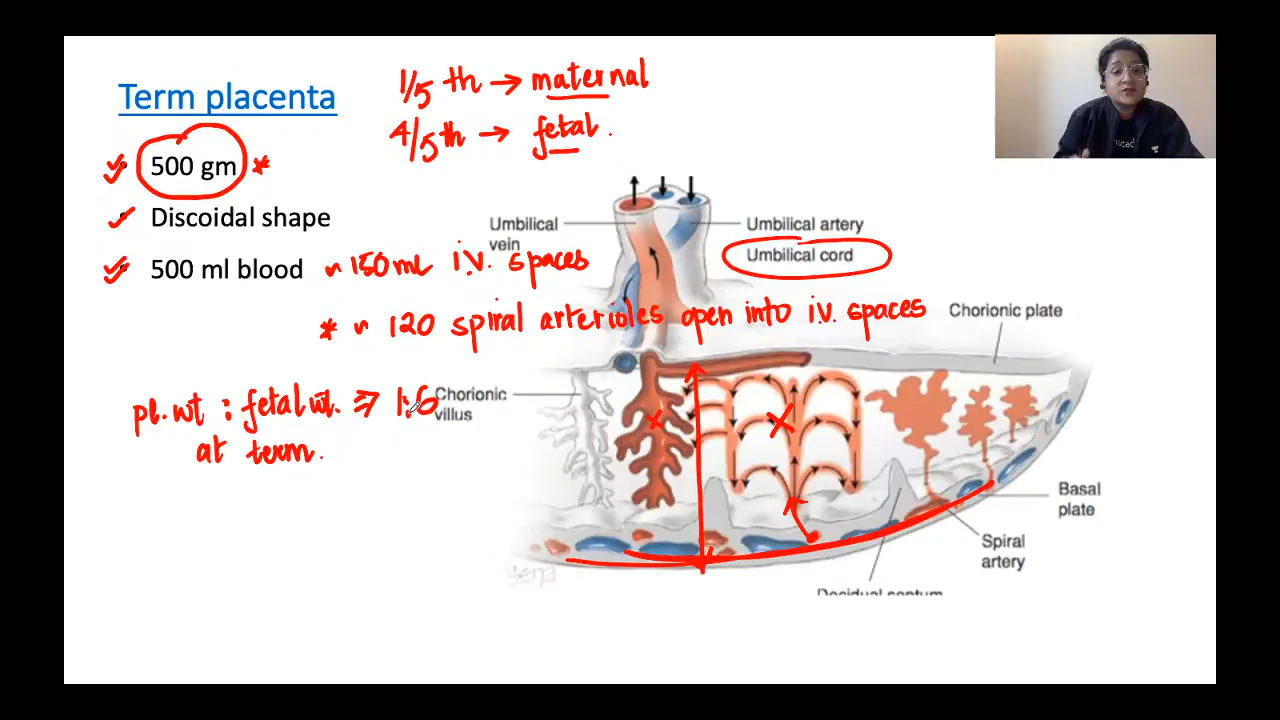 Term placenta
1/5 th → maternal
4/5th → fetal.
500 gm *
Discoidal shape
500 ml blood ~ 150ml i.v. spaces
* ~ 120 spiral arterioles open into i.v. spaces
pl. wt : fetal wt. ⇒ 1:6
at term.
Umbilical
vein
Umbilical artery
Umbilical cord
Chorionic plate
Chorionic
villus
Basal
plate
Spiral
artery
Decidual septum